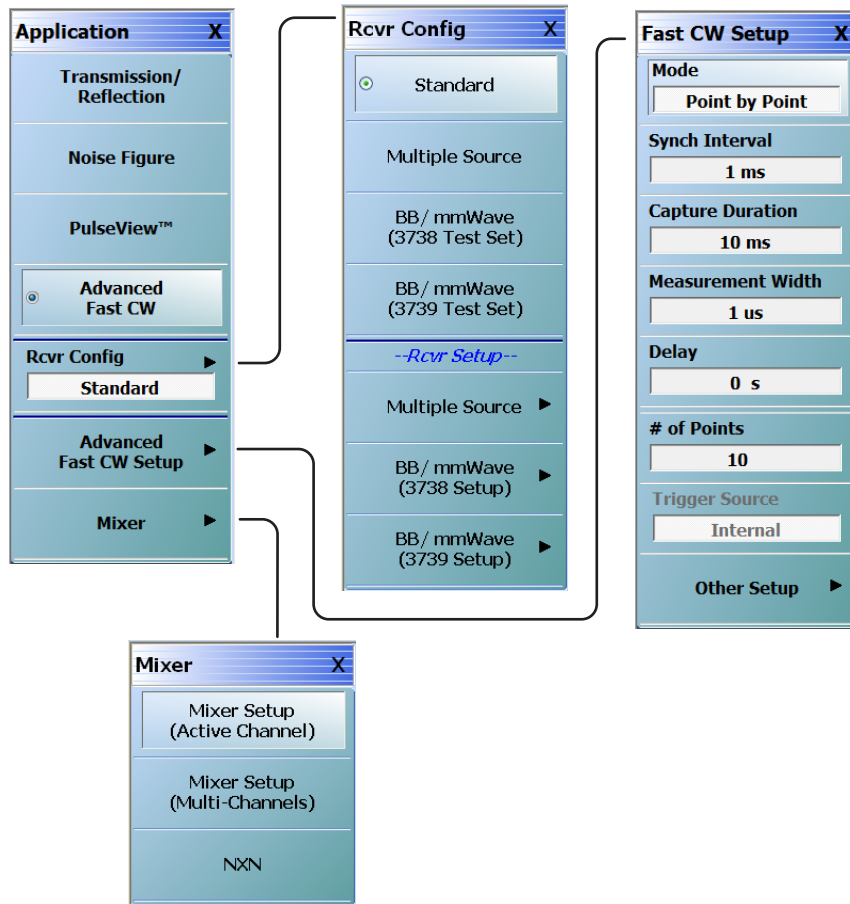 Application X
Transmission/
Reflection
Noise Figure
PulseView™
Advanced
Fast CW
Rcvr Config
Standard
Advanced
Fast CW Setup
Mixer
Rcvr Config X
Standard
Multiple Source
BB/ mmWave
(3738 Test Set)
BB/ mmWave
(3739 Test Set)
--Rcvr Setup--
Multiple Source
BB/ mmWave
(3738 Setup)
BB/ mmWave
(3739 Setup)
Fast CW Setup X
Mode
Point by Point
Synch Interval
1 ms
Capture Duration
10 ms
Measurement Width
1 us
Delay
0 s
# of Points
10
Trigger Source
Internal
Other Setup
Mixer X
Mixer Setup
(Active Channel)
Mixer Setup
(Multi-Channels)
NXN